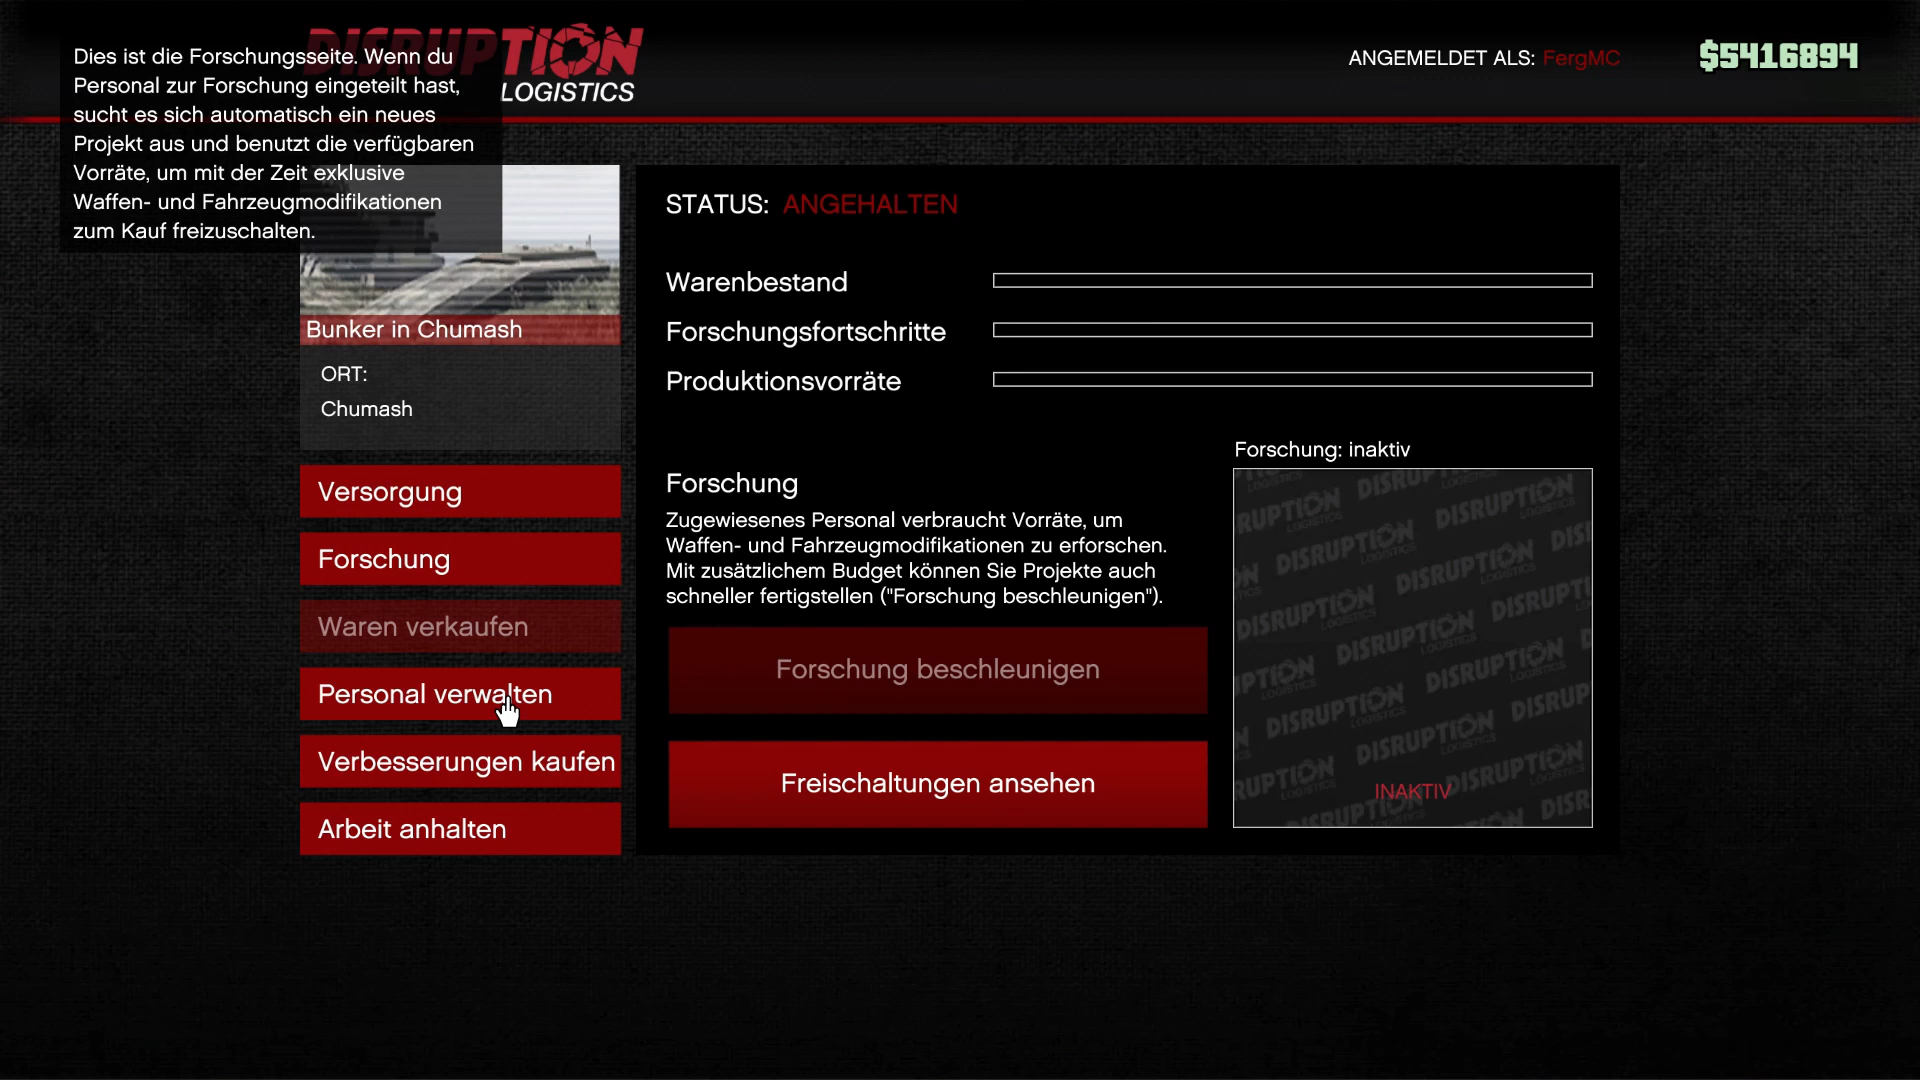 Dies ist die Forschungsseite. Wenn du
Personal zur Forschung eingeteilt hast,
sucht es sich automatisch ein neues
Projekt aus und benutzt die verfügbaren
Vorräte, um mit der Zeit exklusive
Waffen- und Fahrzeugmodifikationen
zum Kauf freizuschalten.
DISRUPTION
LOGISTICS
ANGEMELDET ALS: FergMC
$5416894
Bunker in Chumash
ORT:
Chumash
Versorgung
Forschung
Waren verkaufen
Personal verwalten
Verbesserungen kaufen
Arbeit anhalten
STATUS: ANGEHALTEN
Warenbestand
Forschungsfortschritte
Produktionsvorräte
Forschung
Zugewiesenes Personal verbraucht Vorräte, um
Waffen- und Fahrzeugmodifikationen zu erforschen.
Mit zusätzlichem Budget können Sie Projekte auch
schneller fertigstellen ("Forschung beschleunigen").
Forschung beschleunigen
Freischaltungen ansehen
Forschung: inaktiv
DISRUPTION
LOGISTICS
INAKTIV